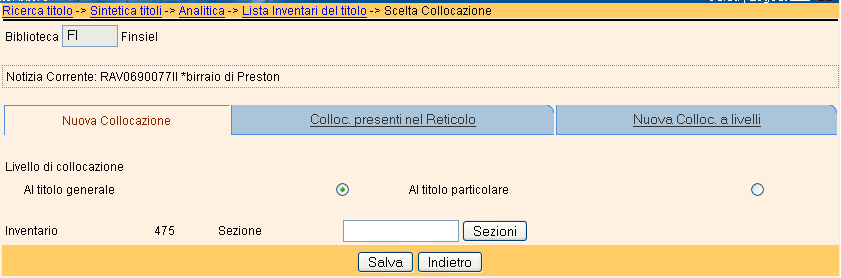 Ricerca titolo -> Sintetica titoli -> Analitica -> Lista Inventari del titolo -> Scelta Collocazione
Biblioteca FI Finsiel
Notizia Corrente: RAV0690077Il *birraio di Preston
Nuova Collocazione Colloc. presenti nel Reticolo Nuova Colloc. a livelli
Livello di collocazione
Al titolo generale Al titolo particolare
Inventario 475 Sezione Sezioni
Salva Indietro